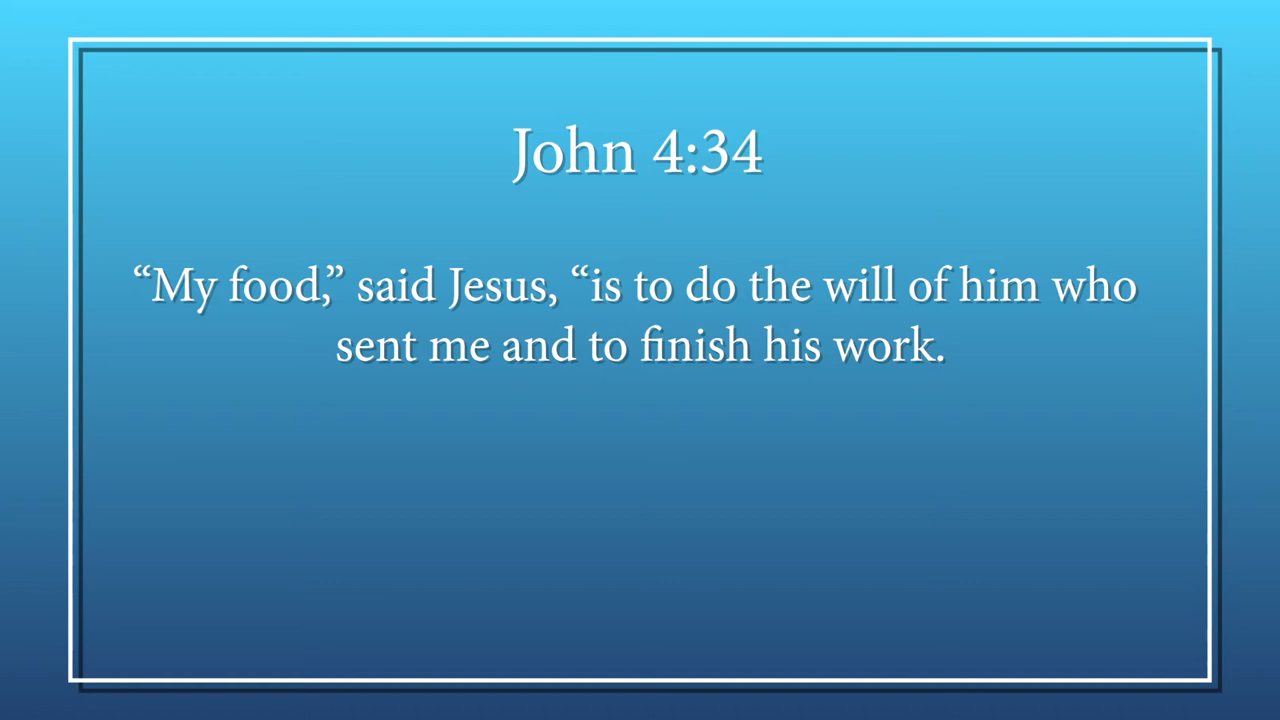 John 4:34
“My food,” said Jesus, “is to do the will of him who
sent me and to finish his work.